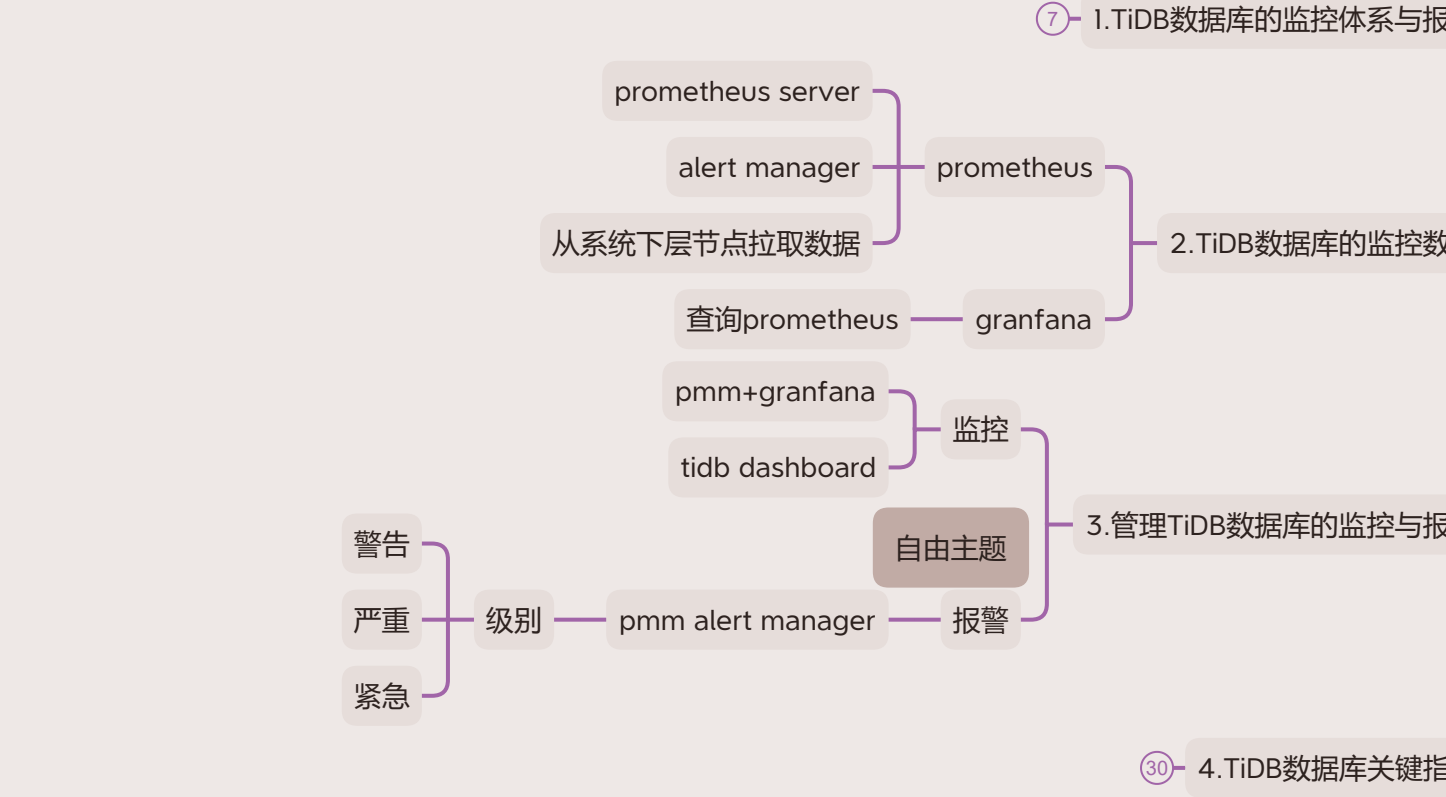 7
1.TiDB数据库的监控体系与报
prometheus server
alert manager
prometheus
从系统下层节点拉取数据
2.TiDB数据库的监控数
查询prometheus
granfana
pmm+granfana
监控
tidb dashboard
3.管理TiDB数据库的监控与报
自由主题
警告
严重
级别
pmm alert manager
报警
紧急
30
4.TiDB数据库关键指